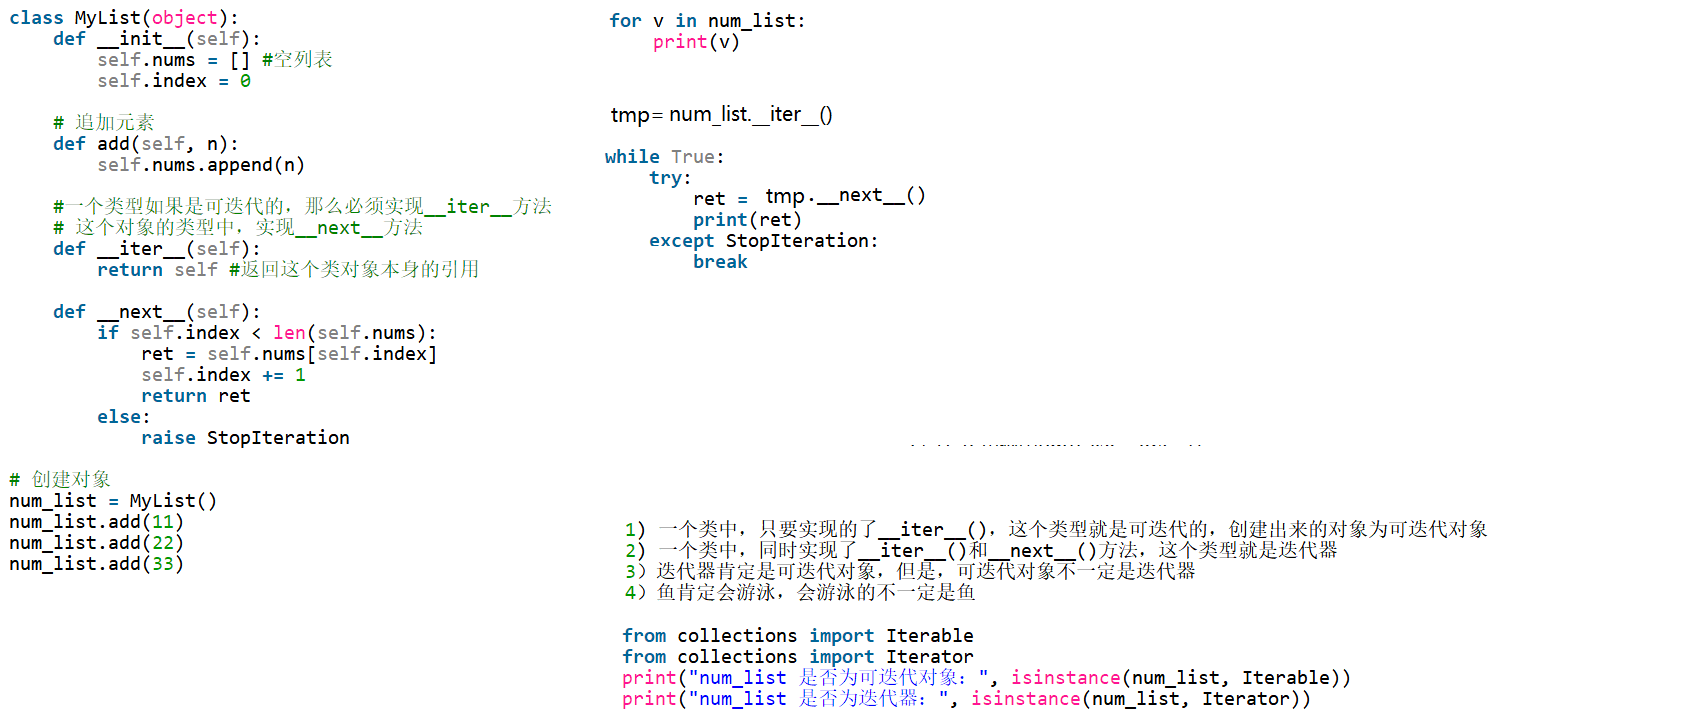 class MyList(object):
def __init__(self):
self.nums = [] #空列表
self.index = 0
# 追加元素
def add(self, n):
self.nums.append(n)
#一个类型如果是可迭代的，那么必须实现__iter__方法
# 这个对象的类型中，实现__next__方法
def __iter__(self):
return self #返回这个类对象本身的引用
def __next__(self):
if self.index < len(self.nums):
ret = self.nums[self.index]
self.index += 1
return ret
else:
raise StopIteration
# 创建对象
num_list = MyList()
num_list.add(11)
num_list.add(22)
num_list.add(33)
for v in num_list:
print(v)
tmp= num_list.__iter__()
while True:
try:
ret = tmp.__next__()
print(ret)
except StopIteration:
break
1) 一个类中，只要实现的了__iter__()，这个类型就是可迭代的，创建出来的对象为可迭代对象
2) 一个类中，同时实现了__iter__()和__next__()方法，这个类型就是迭代器
3）迭代器肯定是可迭代对象，但是，可迭代对象不一定是迭代器
4）鱼肯定会游泳，会游泳的不一定是鱼
from collections import Iterable
from collections import Iterator
print("num_list 是否为可迭代对象：", isinstance(num_list, Iterable))
print("num_list 是否为迭代器：", isinstance(num_list, Iterator))